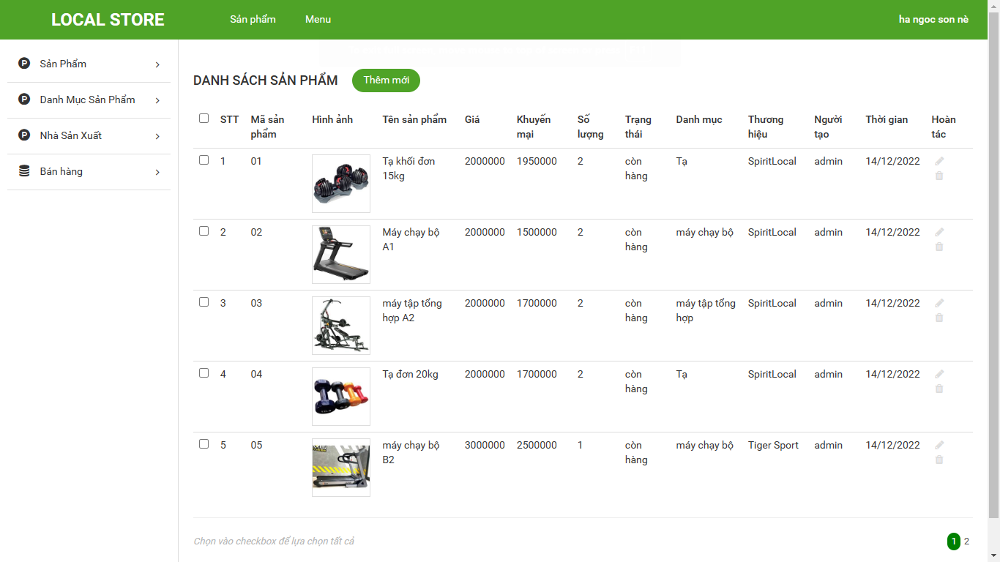 LOCAL STORE Sản phẩm Menu ha ngoc son nè
Sản Phẩm
Danh Mục Sản Phẩm
Nhà Sản Xuất
Bán hàng
DANH SÁCH SẢN PHẨM Thêm mới
STT Mã sản phẩm Hình ảnh Tên sản phẩm Giá Khuyến mại Số lượng Trạng thái Danh mục Thương hiệu Người tạo Thời gian Hoàn tác
1 01 Tạ khối đơn 15kg 2000000 1950000 2 còn hàng Tạ SpiritLocal admin 14/12/2022
2 02 Máy chạy bộ A1 2000000 1500000 2 còn hàng máy chạy bộ SpiritLocal admin 14/12/2022
3 03 máy tập tổng hợp A2 2000000 1700000 2 còn hàng máy tập tổng hợp SpiritLocal admin 14/12/2022
4 04 Tạ đơn 20kg 2000000 1700000 2 còn hàng Tạ SpiritLocal admin 14/12/2022
5 05 máy chạy bộ B2 3000000 2500000 1 còn hàng máy chạy bộ Tiger Sport admin 14/12/2022
Chọn vào checkbox để lựa chọn tất cả
1 2